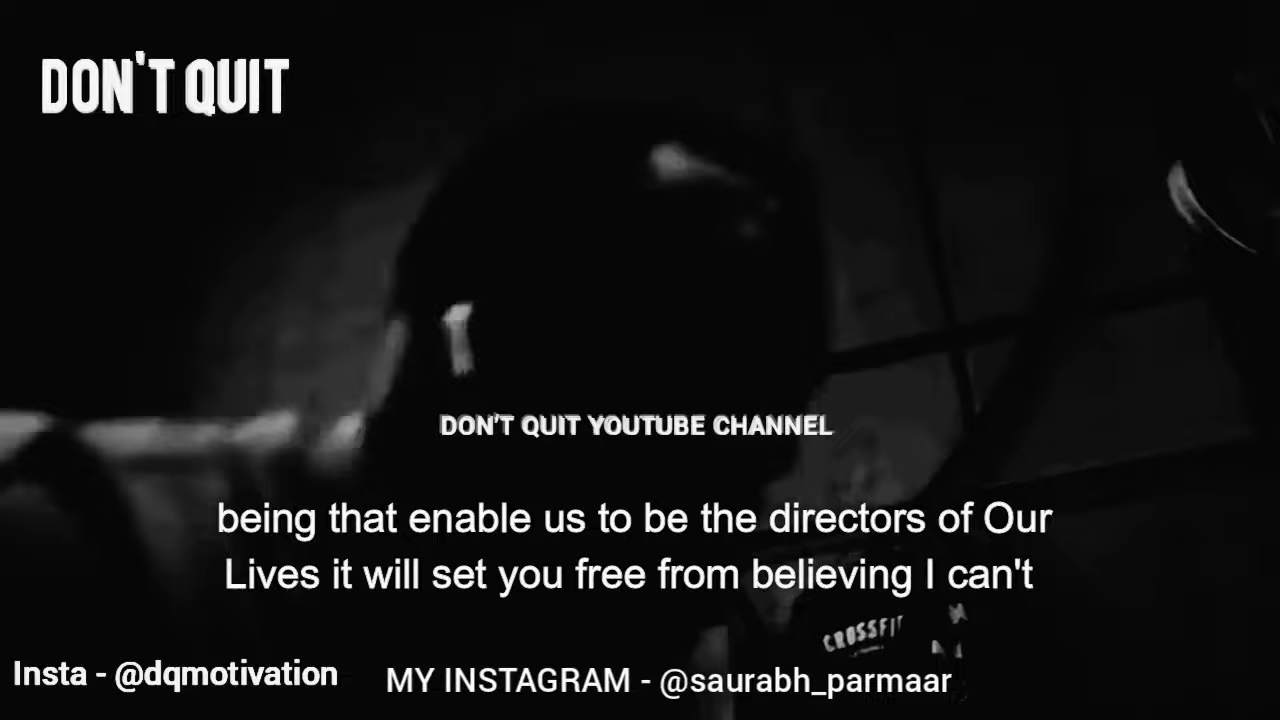 DON'T QUIT
DON'T QUIT YOUTUBE CHANNEL
being that enable us to be the directors of Our
Lives it will set you free from believing I can't
CROSSFIT
Insta - @dqmotivation
MY INSTAGRAM - @saurabh_parmaar